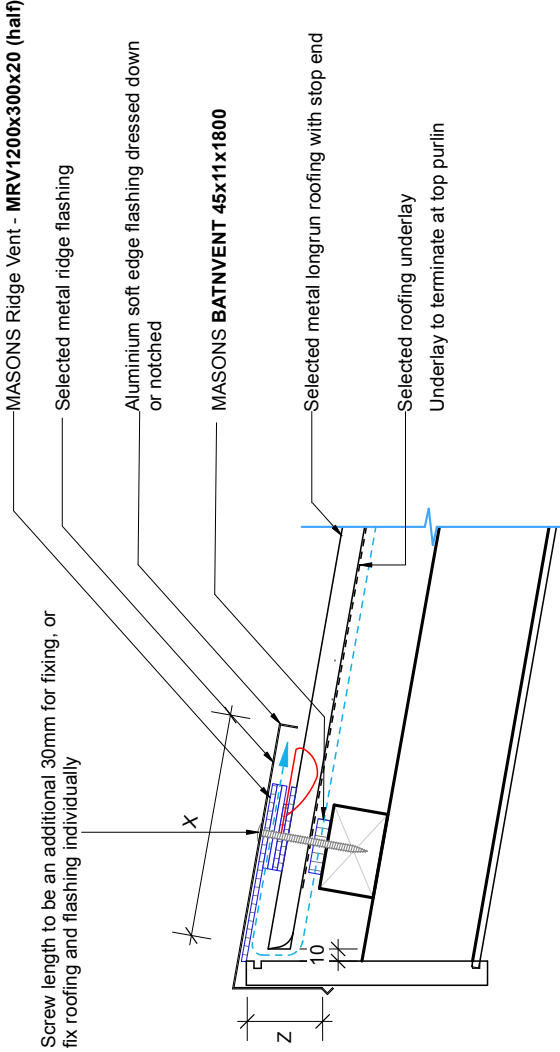 MASONS Ridge Vent - MRV1200x300x20 (half)
Selected metal ridge flashing
Aluminium soft edge flashing dressed down
or notched
MASONS BATNVENT 45x11x1800
Selected metal longrun roofing with stop end
Selected roofing underlay
Underlay to terminate at top purlin
Screw length to be an additional 30mm for fixing, or
fix roofing and flashing individually
X
10
Z